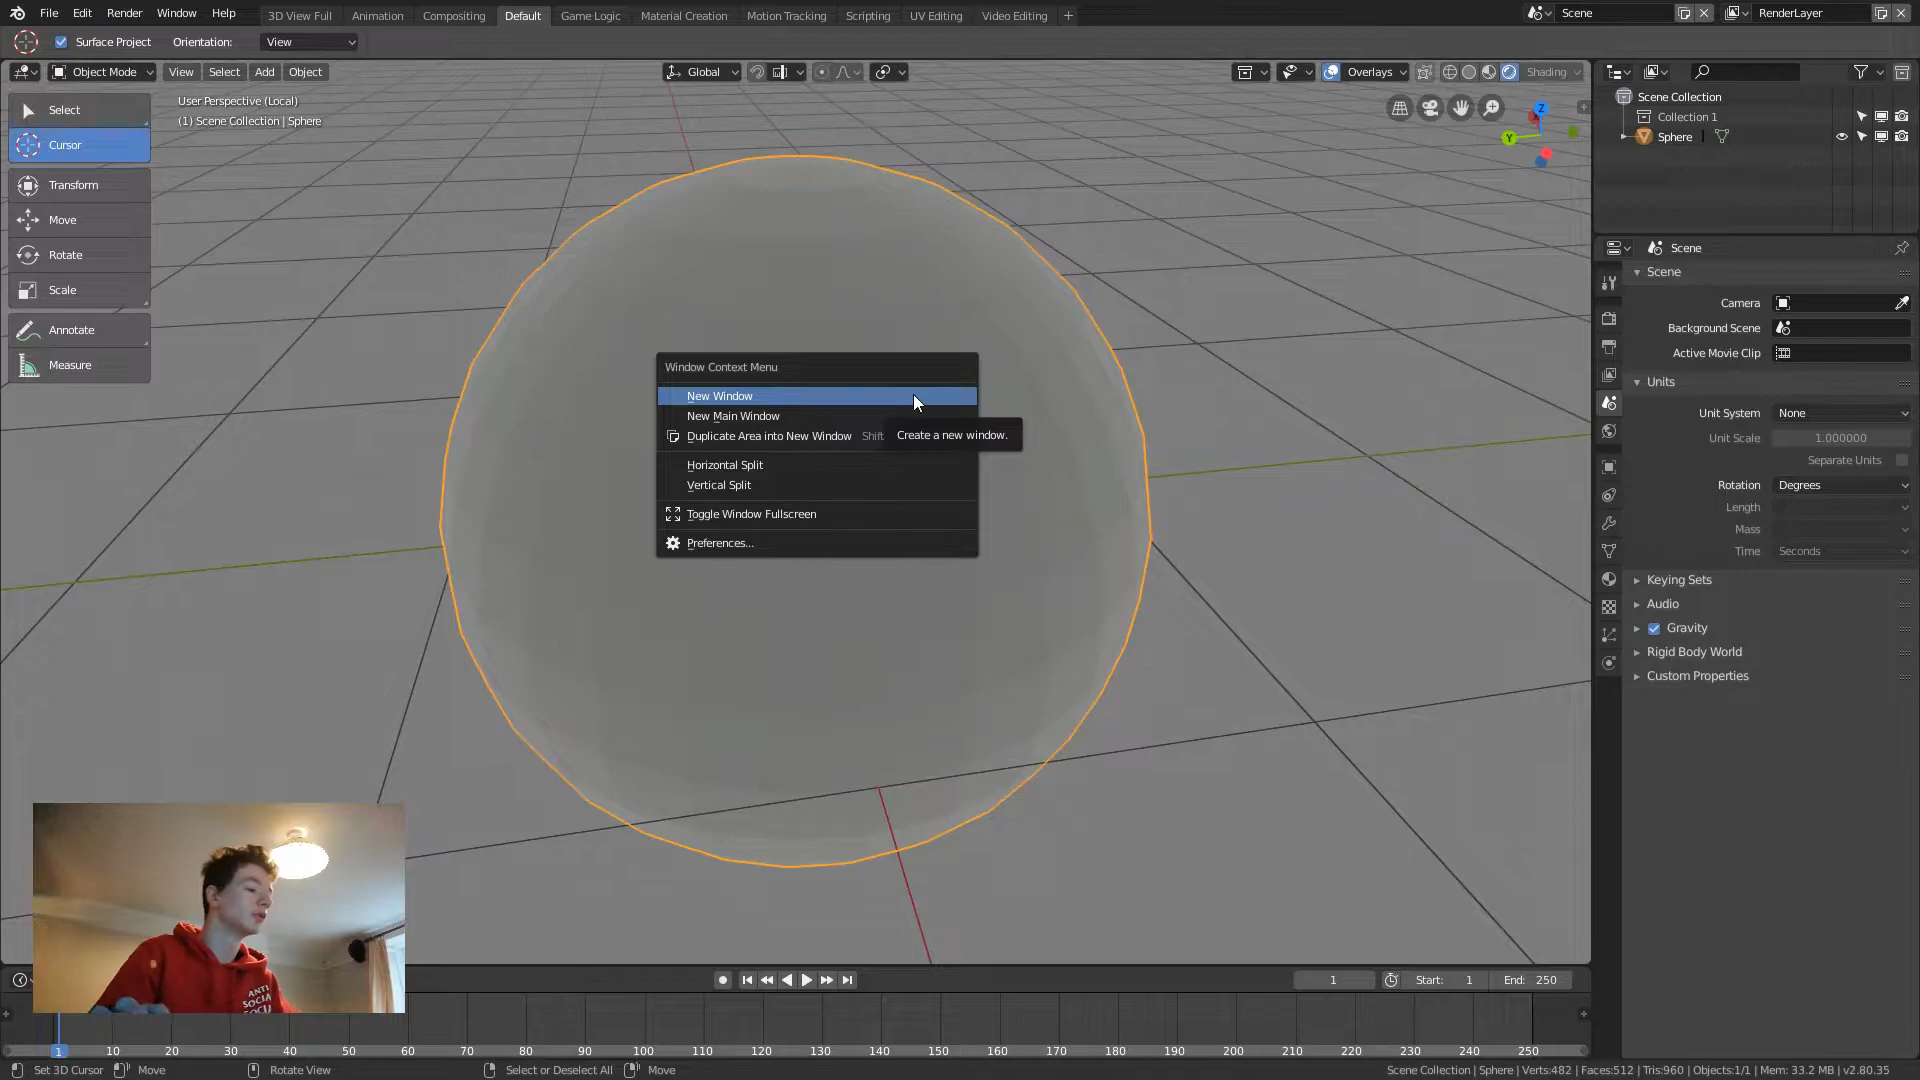 File Edit Render Window Help
3D View Full Animation Compositing Default Game Logic Material Creation Motion Tracking Scripting UV Editing Video Editing
Scene
RenderLayer
Surface Project Orientation: View
Object Mode View Select Add Object
Global
Overlays
Shading
Select
Cursor
Transform
Move
Rotate
Scale
Annotate
Measure
User Perspective (Local)
(1) Scene Collection | Sphere
Z
Y
Window Context Menu
New Window
New Main Window
Duplicate Area into New Window Shift
Horizontal Split
Vertical Split
Toggle Window Fullscreen
Preferences...
Create a new window.
Scene Collection
Collection 1
Sphere
Scene
Scene
Camera
Background Scene
Active Movie Clip
Units
Unit System None
Unit Scale 1.000000
Separate Units
Rotation Degrees
Length
Mass
Time Seconds
Keying Sets
Audio
Gravity
Rigid Body World
Custom Properties
ANTI
SOCIAL
1 Start: 1 End: 250
1 10 20 30 40 50 60 70 80 90 100 110 120 130 140 150 160 170 180 190 200 210 220 230 240 250
Set 3D Cursor Move Rotate View Select or Deselect All Move
Scene Collection | Sphere | Verts:482 | Faces:512 | Tris:960 | Objects:1/1 | Mem: 33.2 MB | v2.80.35